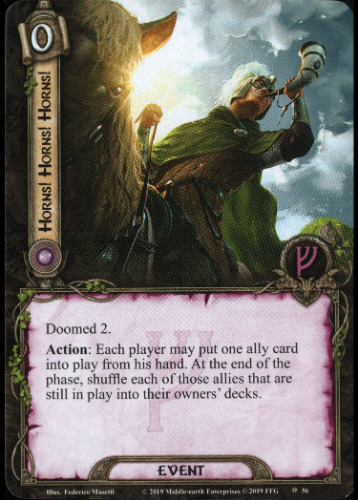 0
HORNS! HORNS! HORNS!
Doomed 2.
Action: Each player may put one ally card
into play from his hand. At the end of the
phase, shuffle each of those allies that are
still in play into their owners' decks.
EVENT
Illus. Federico Musetti
© 2019 Middle-earth Enterprises © 2019 FFG
56